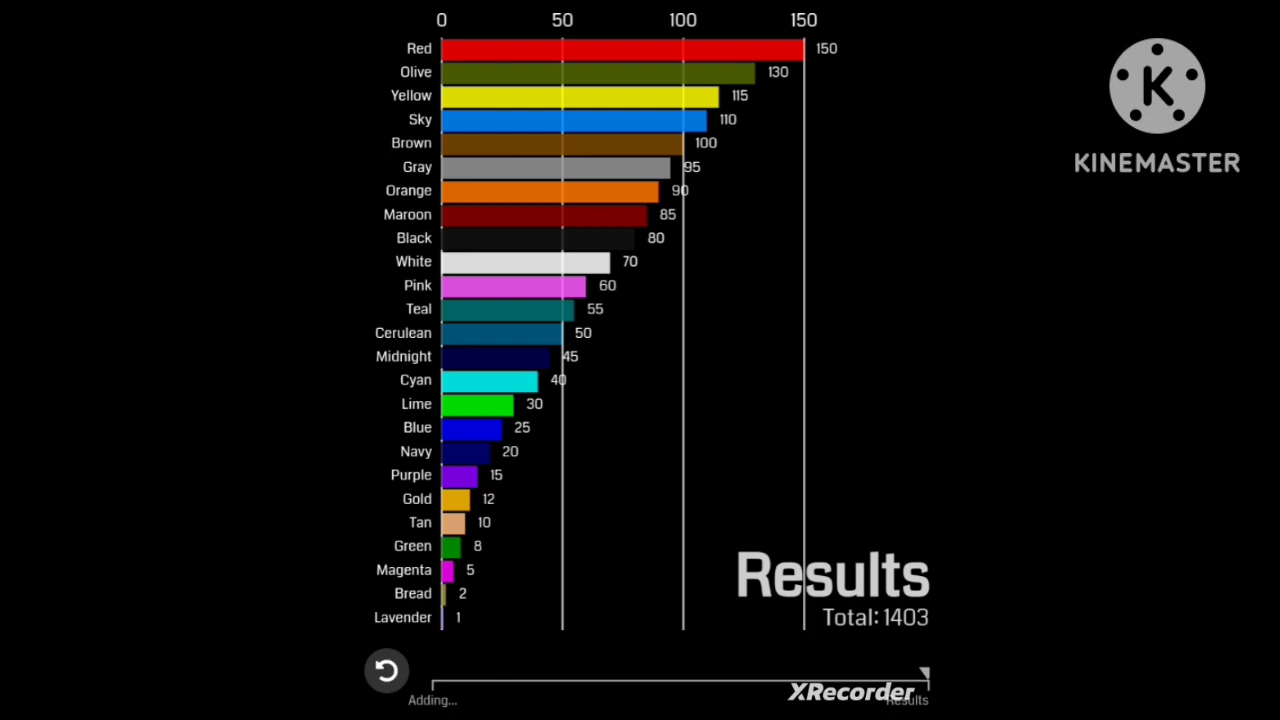 0 50 100 150
Red 150
Olive 130
Yellow 115
Sky 110
Brown 100
Gray 95
Orange 90
Maroon 85
Black 80
White 70
Pink 60
Teal 55
Cerulean 50
Midnight 45
Cyan 40
Lime 30
Blue 25
Navy 20
Purple 15
Gold 12
Tan 10
Green 8
Magenta 5
Bread 2
Lavender 1
Results
Total: 1403
Adding...
Results
XRecorder
K
KINEMASTER